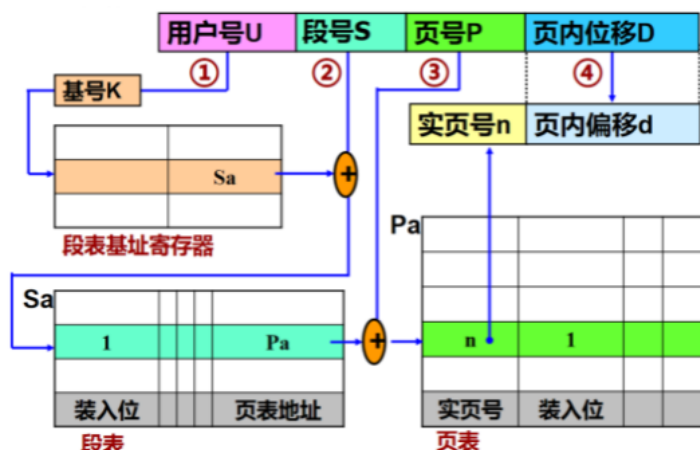 用户号U 段号S 页号P 页内位移D
① ② ③ ④
基号K
实页号n 页内偏移d
Sa
+
段表基址寄存器
Pa
Sa
1 Pa
+
n 1
装入位 页表地址
实页号 装入位
段表
页表